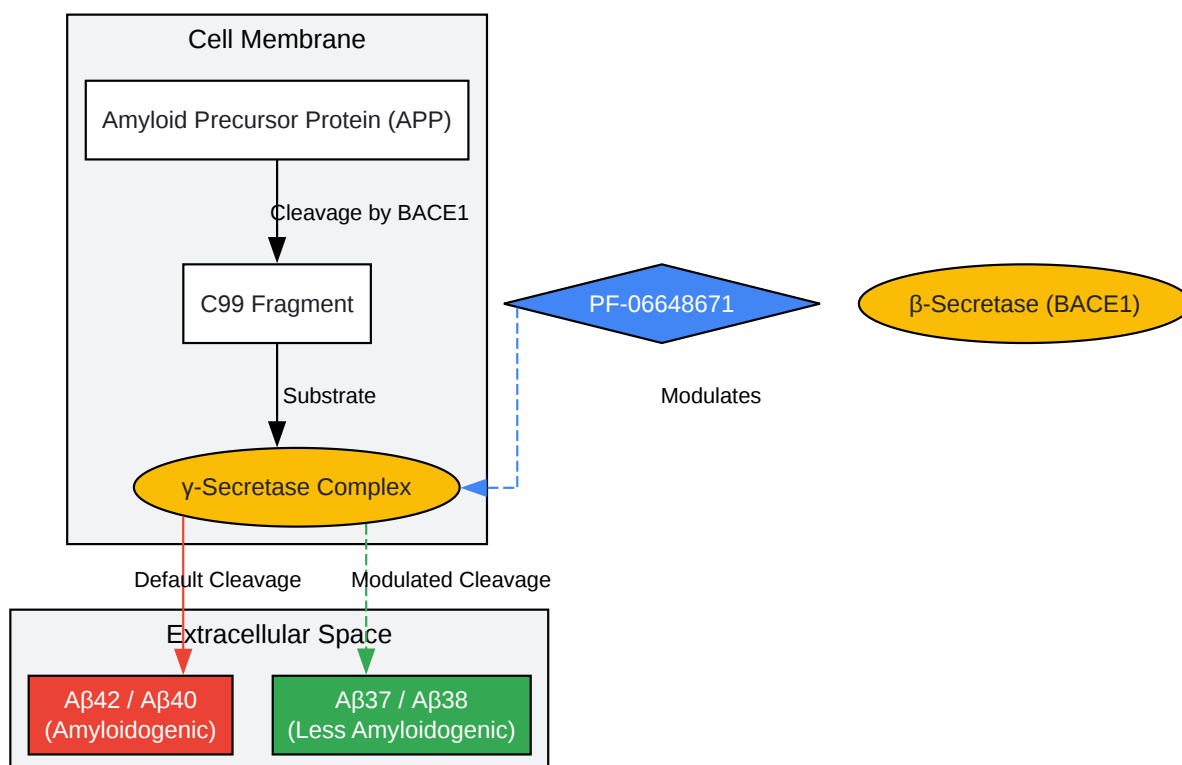 Cell Membrane
Amyloid Precursor Protein (APP)
Cleavage by BACE1
C99 Fragment
PF-06648671
β-Secretase (BACE1)
Substrate
Modulates
γ-Secretase Complex
Default Cleavage
Modulated Cleavage
Extracellular Space
Aβ42 / Aβ40
(Amyloidogenic)
Aβ37 / Aβ38
(Less Amyloidogenic)